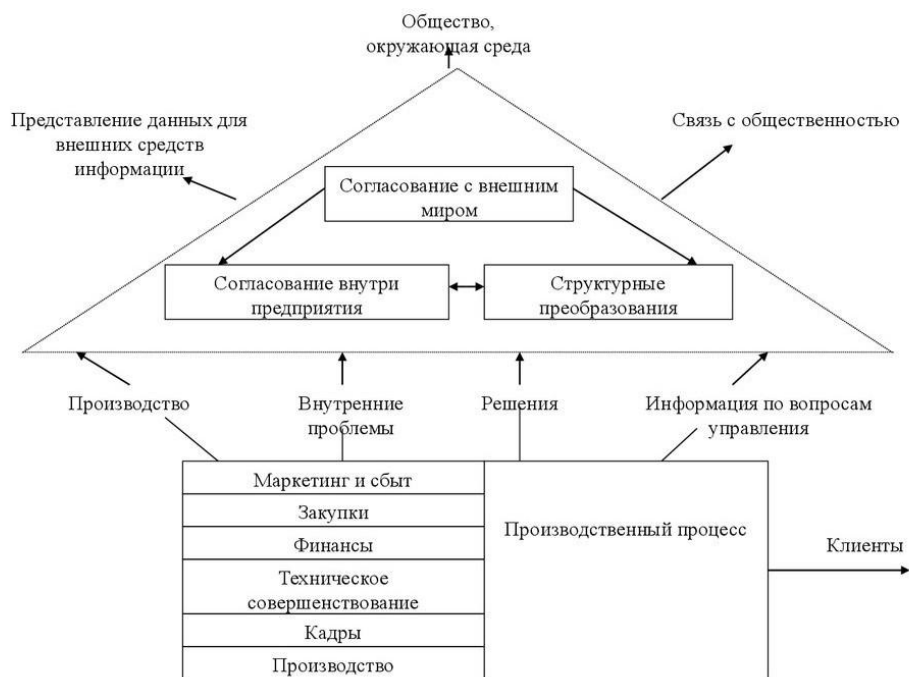 Общество,
окружающая среда
Представление данных для
внешних средств
информации
Связь с общественностью
Согласование с внешним
миром
Согласование внутри
предприятия
Структурные
преобразования
Производство
Внутренние
проблемы
Решения
Информация по вопросам
управления
Маркетинг и сбыт
Закупки
Финансы
Техническое
совершенствование
Кадры
Производство
Производственный процесс
Клиенты